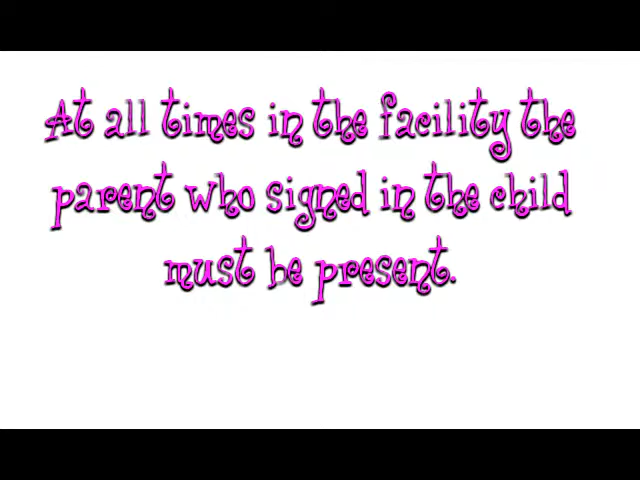 At all times in the facility the
parent who signed in the child
must be present.